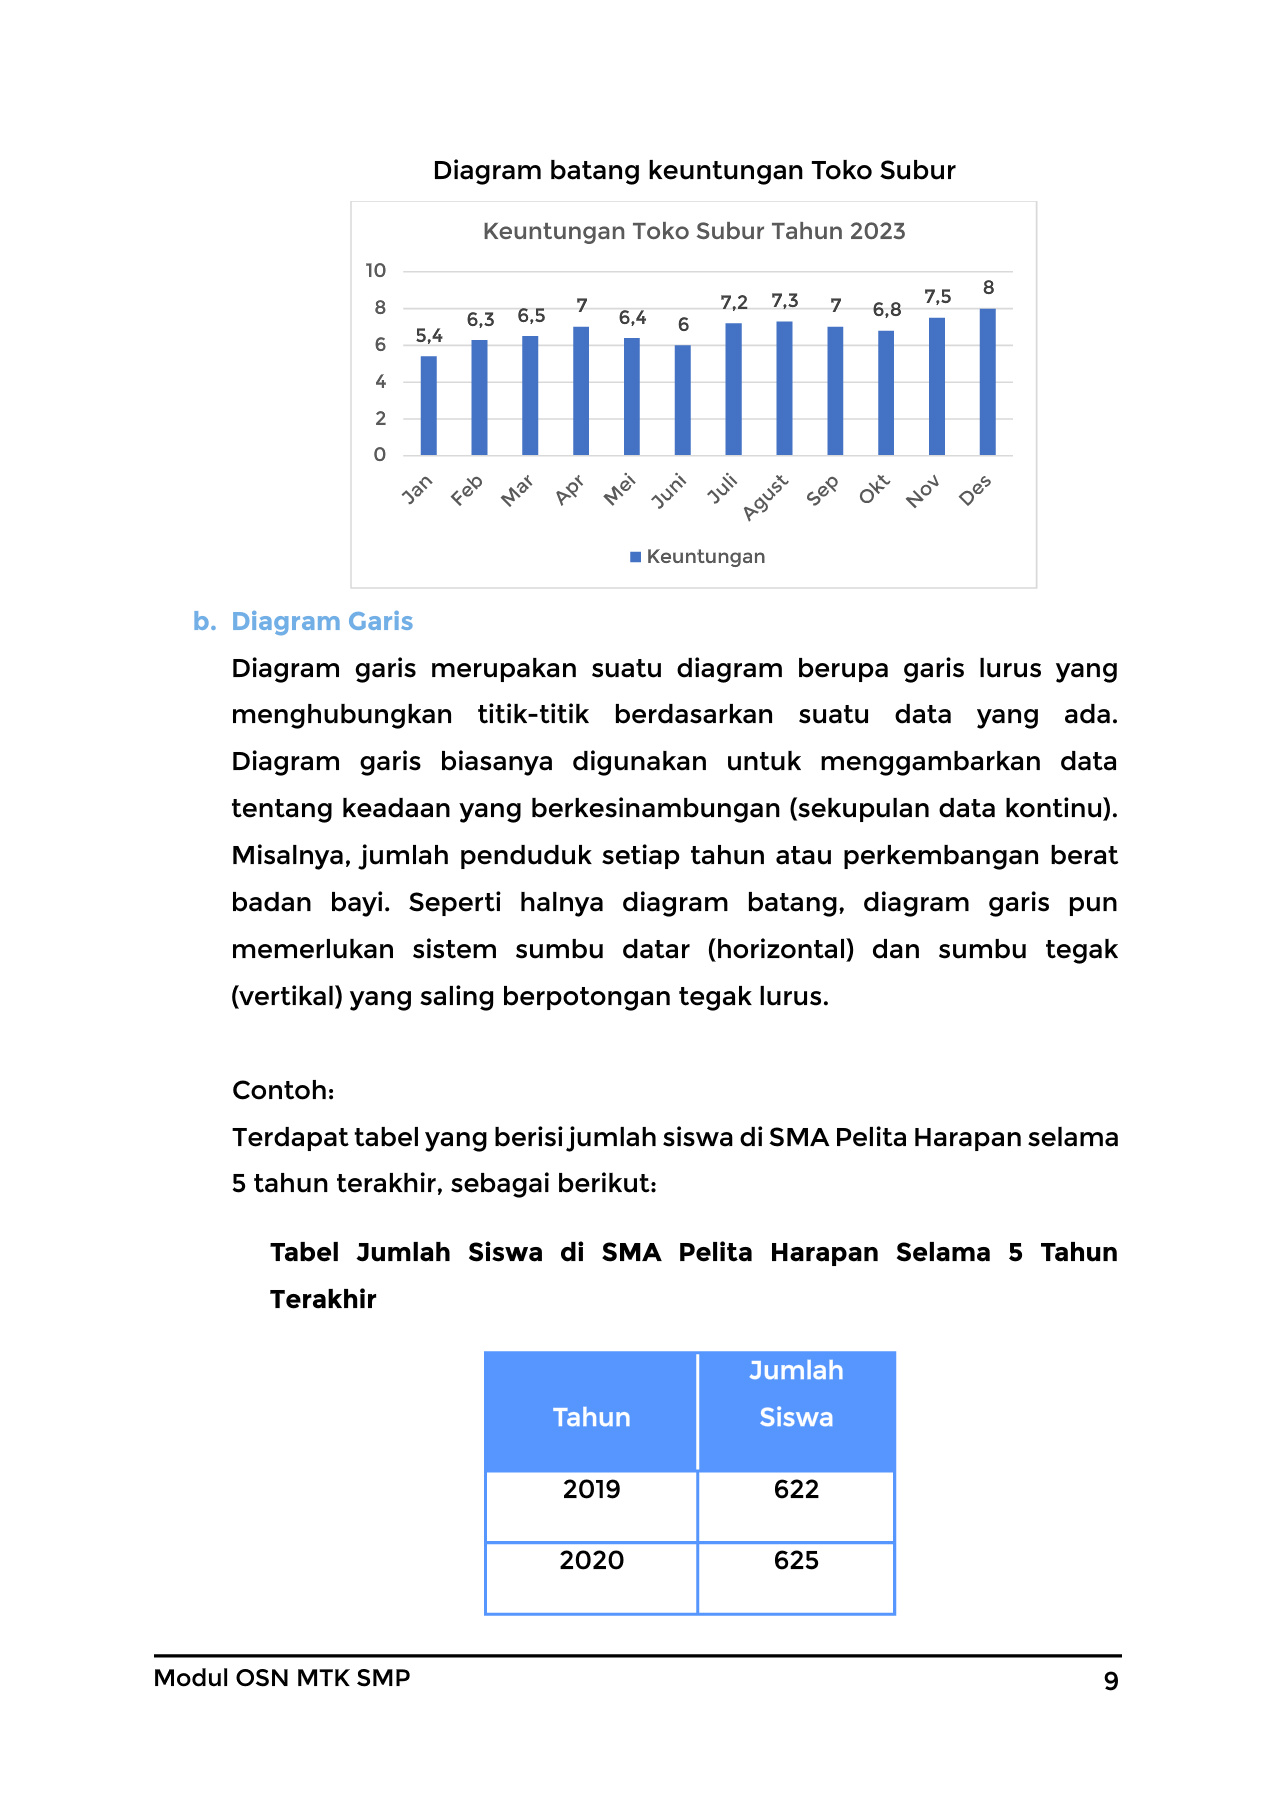 Diagram batang keuntungan Toko Subur
Keuntungan Toko Subur Tahun 2023
10
8
6
4
2
0
5,4
6,3
6,5
7
6,4
6
7,2
7,3
7
6,8
7,5
8
Jan
Feb
Mar
Apr
Mei
Juni
Juli
Agust
Sep
Okt
Nov
Des
Keuntungan
b. Diagram Garis
Diagram garis merupakan suatu diagram berupa garis lurus yang
menghubungkan titik-titik berdasarkan suatu data yang ada.
Diagram garis biasanya digunakan untuk menggambarkan data
tentang keadaan yang berkesinambungan (sekupulan data kontinu).
Misalnya, jumlah penduduk setiap tahun atau perkembangan berat
badan bayi. Seperti halnya diagram batang, diagram garis pun
memerlukan sistem sumbu datar (horizontal) dan sumbu tegak
(vertikal) yang saling berpotongan tegak lurus.
Contoh:
Terdapat tabel yang berisi jumlah siswa di SMA Pelita Harapan selama
5 tahun terakhir, sebagai berikut:
Tabel Jumlah Siswa di SMA Pelita Harapan Selama 5 Tahun
Terakhir
Tahun
Jumlah
Siswa
2019 622
2020 625
Modul OSN MTK SMP 9